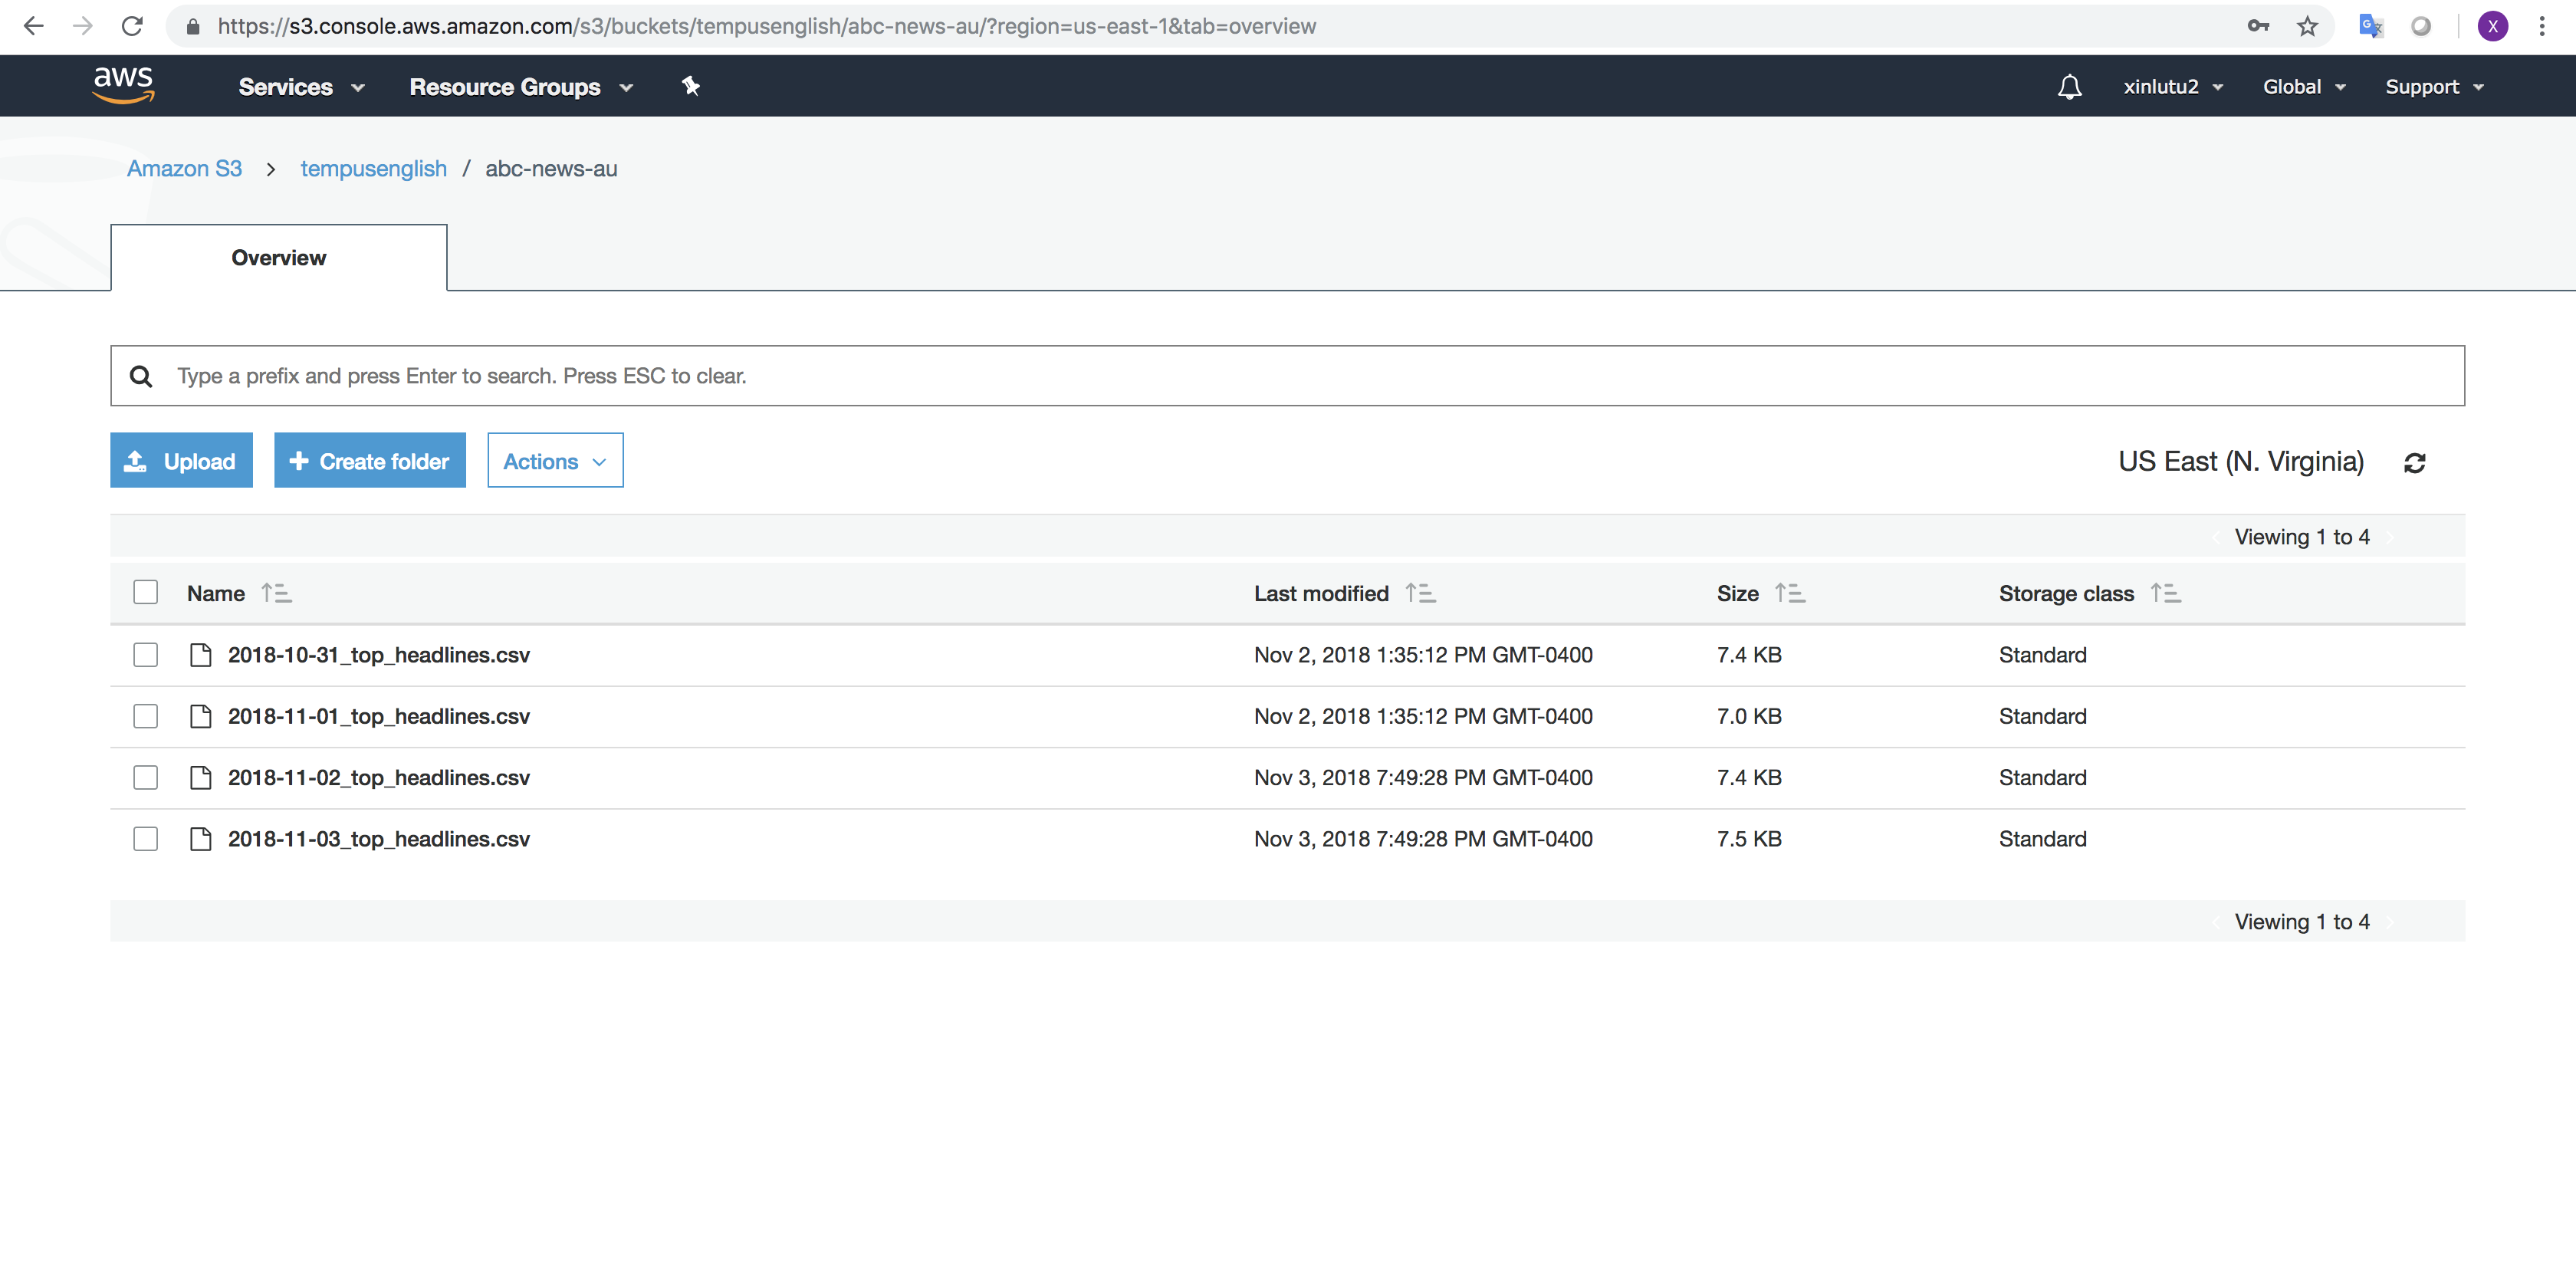 https://s3.console.aws.amazon.com/s3/buckets/tempusenglish/abc-news-au/?region=us-east-1&tab=overview
X
aws Services Resource Groups xinlutu2 Global Support
Amazon S3 > tempusenglish / abc-news-au
Overview
Type a prefix and press Enter to search. Press ESC to clear.
Upload + Create folder Actions US East (N. Virginia)
Viewing 1 to 4
Name Last modified Size Storage class
2018-10-31_top_headlines.csv Nov 2, 2018 1:35:12 PM GMT-0400 7.4 KB Standard
2018-11-01_top_headlines.csv Nov 2, 2018 1:35:12 PM GMT-0400 7.0 KB Standard
2018-11-02_top_headlines.csv Nov 3, 2018 7:49:28 PM GMT-0400 7.4 KB Standard
2018-11-03_top_headlines.csv Nov 3, 2018 7:49:28 PM GMT-0400 7.5 KB Standard
Viewing 1 to 4